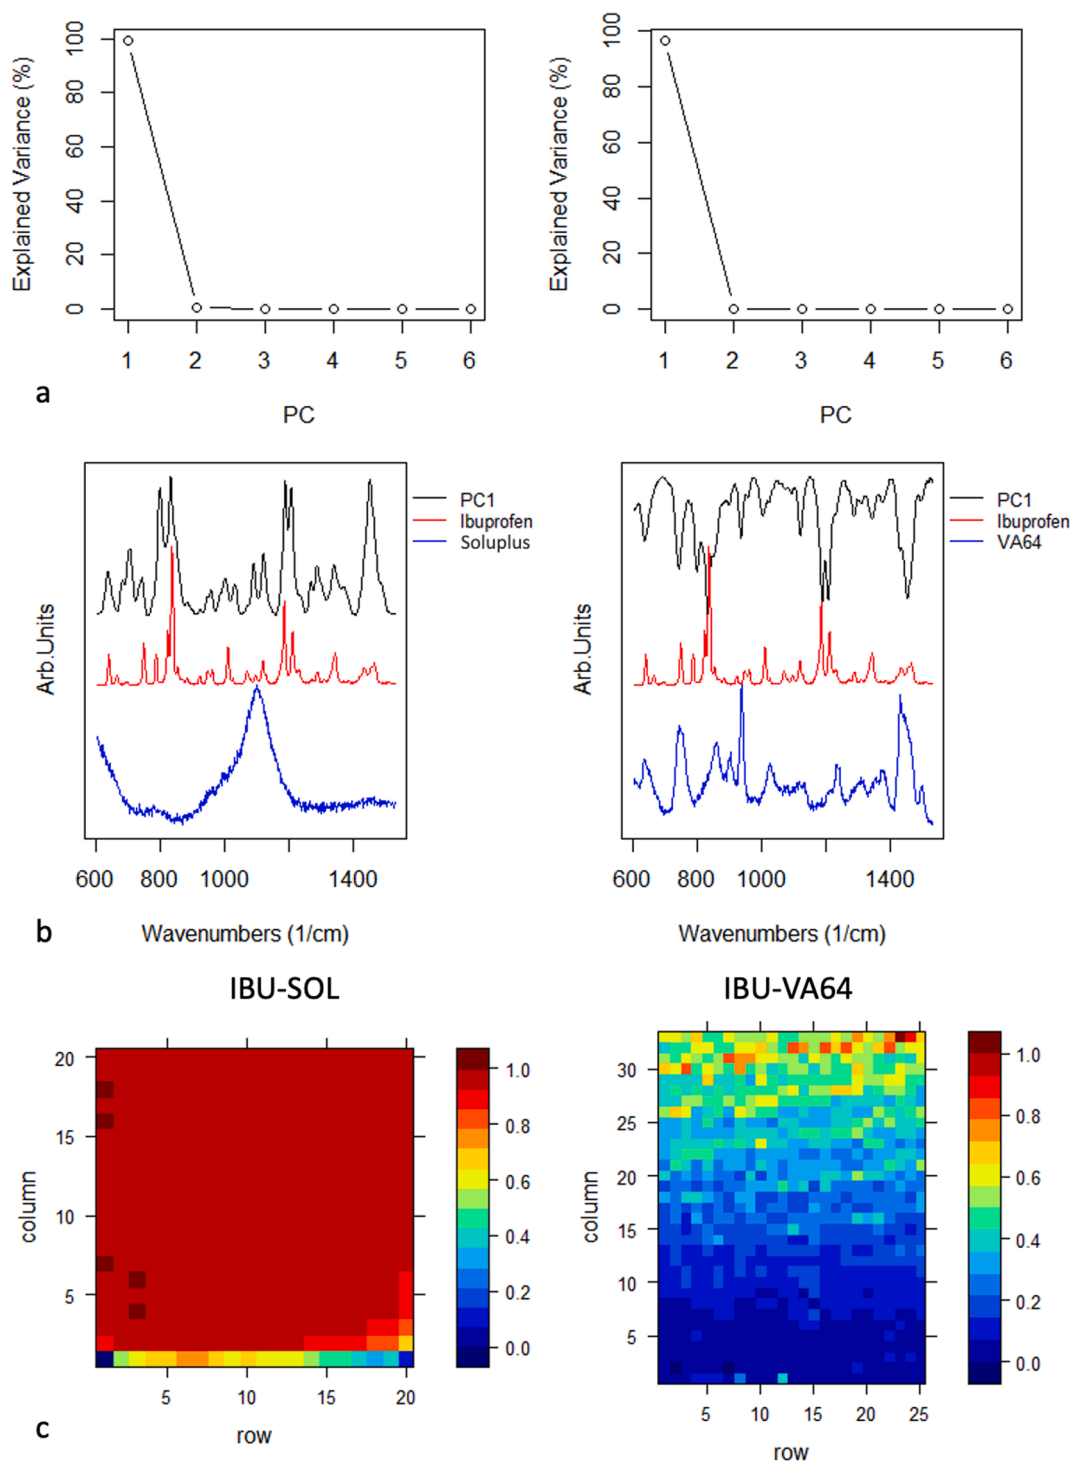 Explained Variance (%)
100
80
60
40
20
0
1 2 3 4 5 6
PC
Explained Variance (%)
100
80
60
40
20
0
1 2 3 4 5 6
PC
a
Arb.Units
PC1
Ibuprofen
Soluplus
600 800 1000 1400
Wavenumbers (1/cm)
Arb.Units
PC1
Ibuprofen
VA64
600 800 1000 1400
Wavenumbers (1/cm)
b
IBU-SOL
column
20
15
10
5
5 10 15 20
row
1.0
0.8
0.6
0.4
0.2
0.0
IBU-VA64
column
30
25
20
15
10
5
5 10 15 20 25
row
1.0
0.8
0.6
0.4
0.2
0.0
c